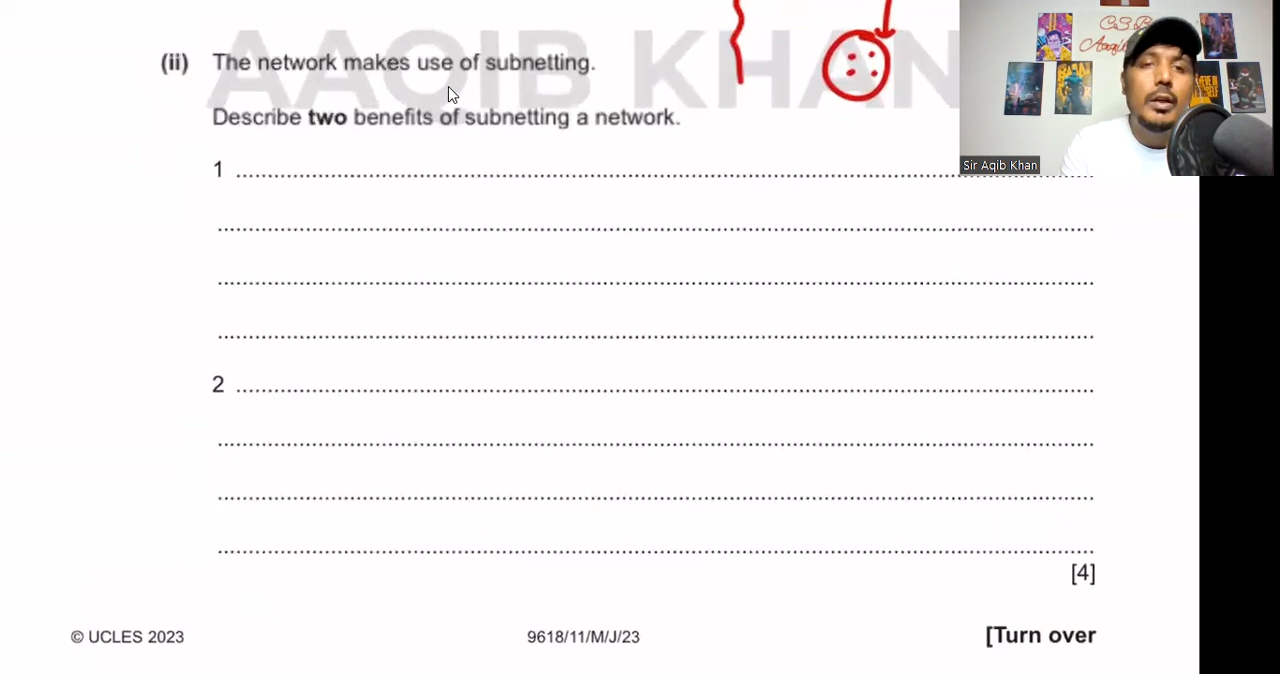 AAQIB KHAN
(ii) The network makes use of subnetting.
Describe two benefits of subnetting a network.
Sir Aqib Khan
1
2
[4]
© UCLES 2023
9618/11/M/J/23
[Turn over